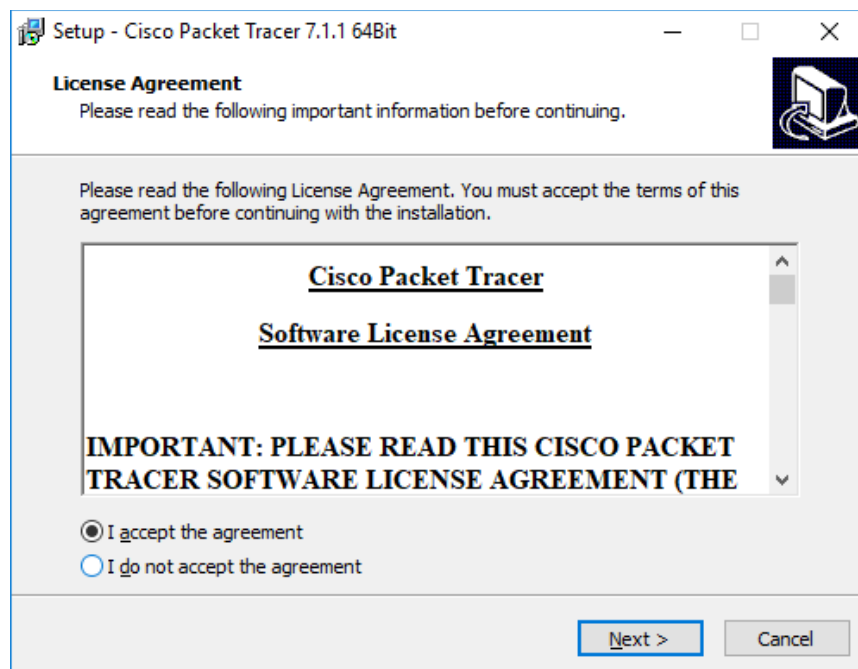 Setup - Cisco Packet Tracer 7.1.1 64Bit
License Agreement
Please read the following important information before continuing.
Please read the following License Agreement. You must accept the terms of this
agreement before continuing with the installation.
Cisco Packet Tracer
Software License Agreement
IMPORTANT: PLEASE READ THIS CISCO PACKET
TRACER SOFTWARE LICENSE AGREEMENT (THE
I accept the agreement
I do not accept the agreement
Next >
Cancel